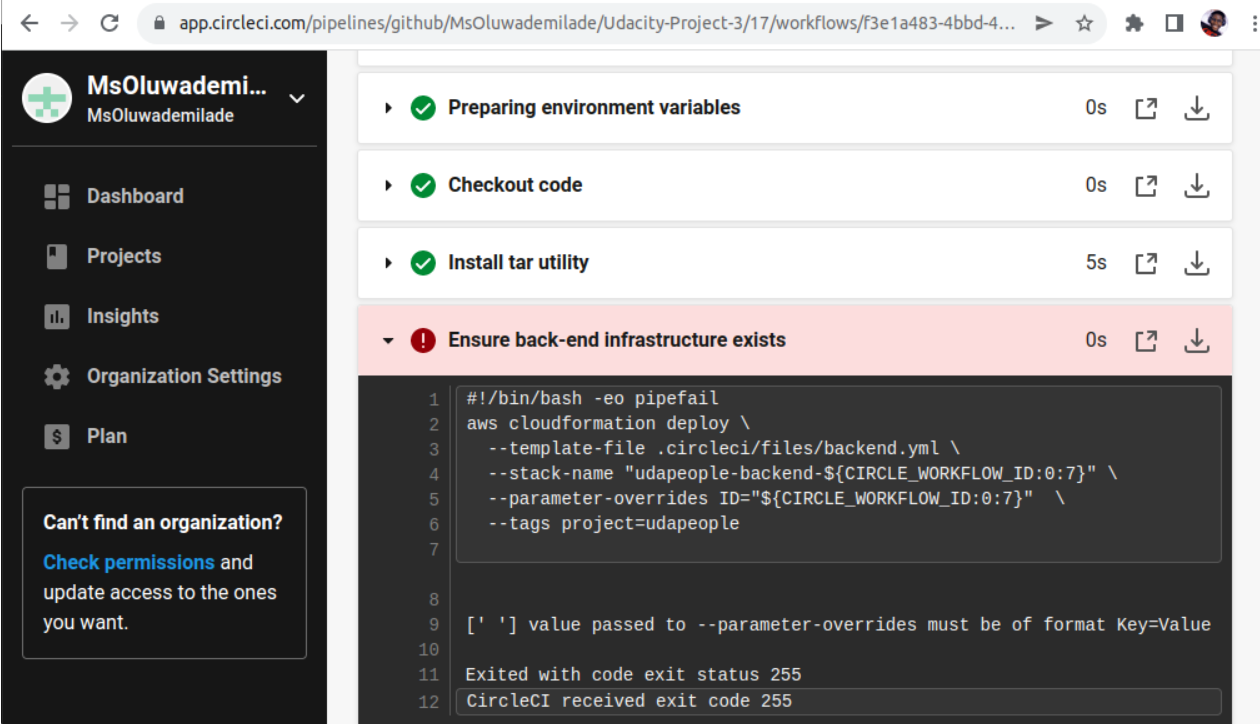 app.circleci.com/pipelines/github/MsOluwademilade/Udacity-Project-3/17/workflows/f3e1a483-4bbd-4...
MsOluwademi...
MsOluwademilade
Dashboard
Projects
Insights
Organization Settings
Plan
Can't find an organization?
Check permissions and
update access to the ones
you want.
Preparing environment variables 0s
Checkout code 0s
Install tar utility 5s
Ensure back-end infrastructure exists 0s
1 #!/bin/bash -eo pipefail
2 aws cloudformation deploy \
3 --template-file .circleci/files/backend.yml \
4 --stack-name "udapeople-backend-${CIRCLE_WORKFLOW_ID:0:7}" \
5 --parameter-overrides ID="${CIRCLE_WORKFLOW_ID:0:7}"  \
6 --tags project=udapeople
7
8
9 [' '] value passed to --parameter-overrides must be of format Key=Value
10
11 Exited with code exit status 255
12 CircleCI received exit code 255